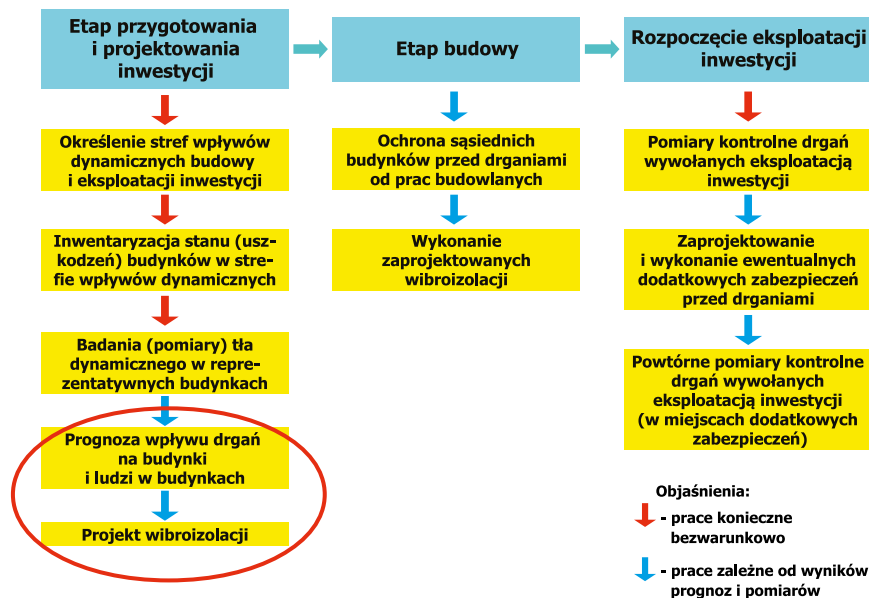 Etap przygotowania
i projektowania
inwestycji
Określenie stref wpływów
dynamicznych budowy
i eksploatacji inwestycji
Inwentaryzacja stanu (usz-
kodzeń) budynków w stre-
fie wpływów dynamicznych
Badania (pomiary) tła
dynamicznego w repre-
zentatywnych budynkach
Prognoza wpływu drgań
na budynki
i ludzi w budynkach
Projekt wibroizolacji
Etap budowy
Ochrona sąsiednich
budynków przed drganiami
od prac budowlanych
Wykonanie
zaprojektowanych
wibroizolacji
Rozpoczęcie eksploatacji
inwestycji
Pomiary kontrolne drgań
wywołanych eksploatacją
inwestycji
Zaprojektowanie
i wykonanie ewentualnych
dodatkowych zabezpieczeń
przed drganiami
Powtórne pomiary kontrolne
drgań wywołanych
eksploatacją inwestycji
(w miejscach dodatkowych
zabezpieczeń)
Objaśnienia:
- prace konieczne
bezwarunkowo
- prace zależne od wyników
prognoz i pomiarów